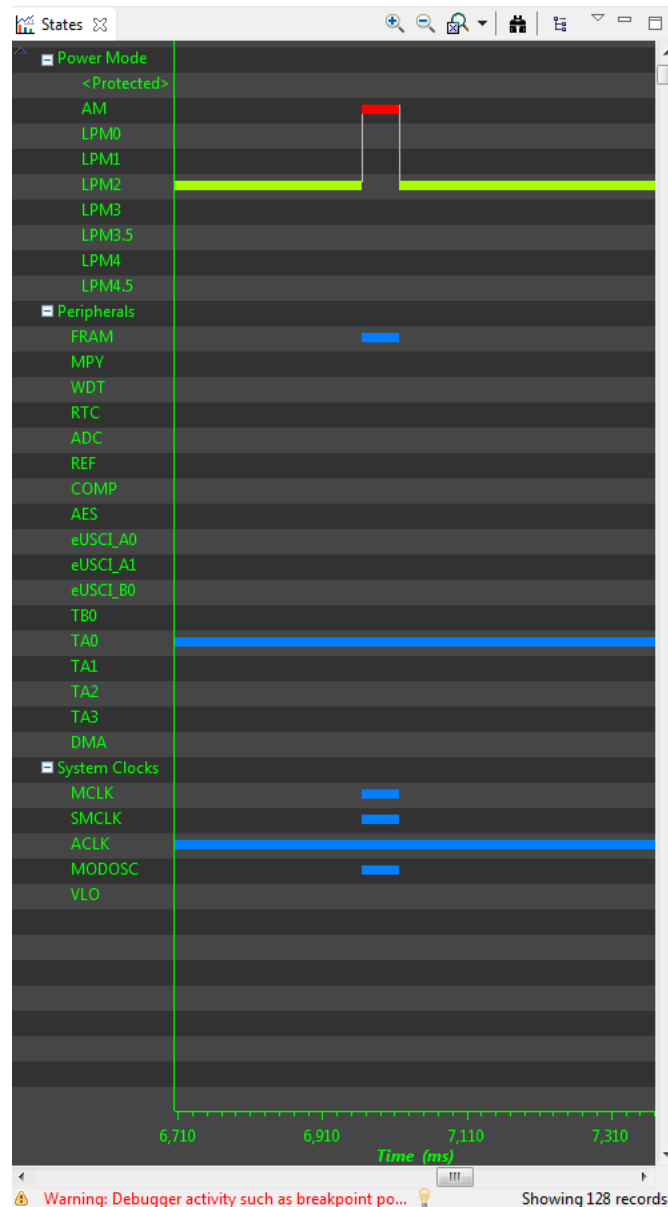 States
Power Mode
<Protected>
AM
LPM0
LPM1
LPM2
LPM3
LPM3.5
LPM4
LPM4.5
Peripherals
FRAM
MPY
WDT
RTC
ADC
REF
COMP
AES
eUSCI_A0
eUSCI_A1
eUSCI_B0
TB0
TA0
TA1
TA2
TA3
DMA
System Clocks
MCLK
SMCLK
ACLK
MODOSC
VLO
6,710 6,910 7,110 7,310
Time (ms)
Warning: Debugger activity such as breakpoint po... Showing 128 records